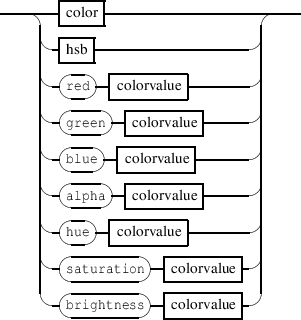 color
hsb
red colorvalue
green colorvalue
blue colorvalue
alpha colorvalue
hue colorvalue
saturation colorvalue
brightness colorvalue